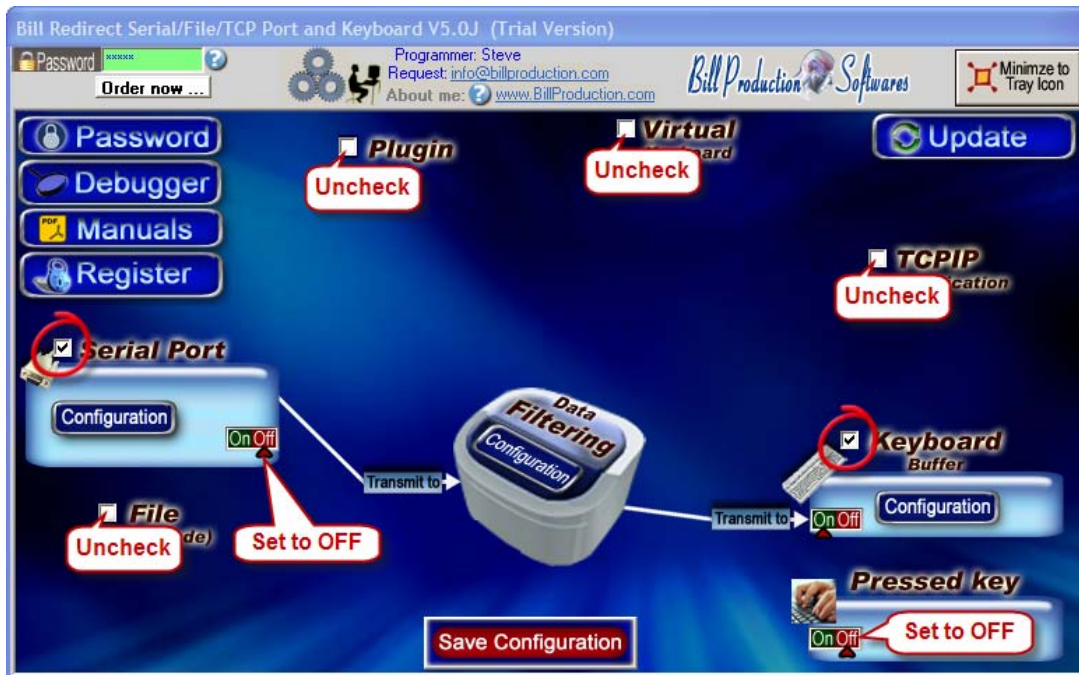 Bill Redirect Serial/File/TCP Port and Keyboard V5.0J (Trial Version)
Password ***** ?
Order now ...
Programmer: Steve
Request: info@billproduction.com
About me: ? www.BillProduction.com
Bill Production Softwares
Minimze to
Tray Icon
Password
Debugger
PDF
Manuals
Register
Plugin
Uncheck
Virtual
Uncheck
Update
TCPIP
Uncheck
Serial Port
Configuration
On Off
Set to OFF
File
Uncheck
Transmit to
Data
Filtering
Configuration
Transmit to
Keyboard
Buffer
On Off
Configuration
Pressed key
On Off
Set to OFF
Save Configuration